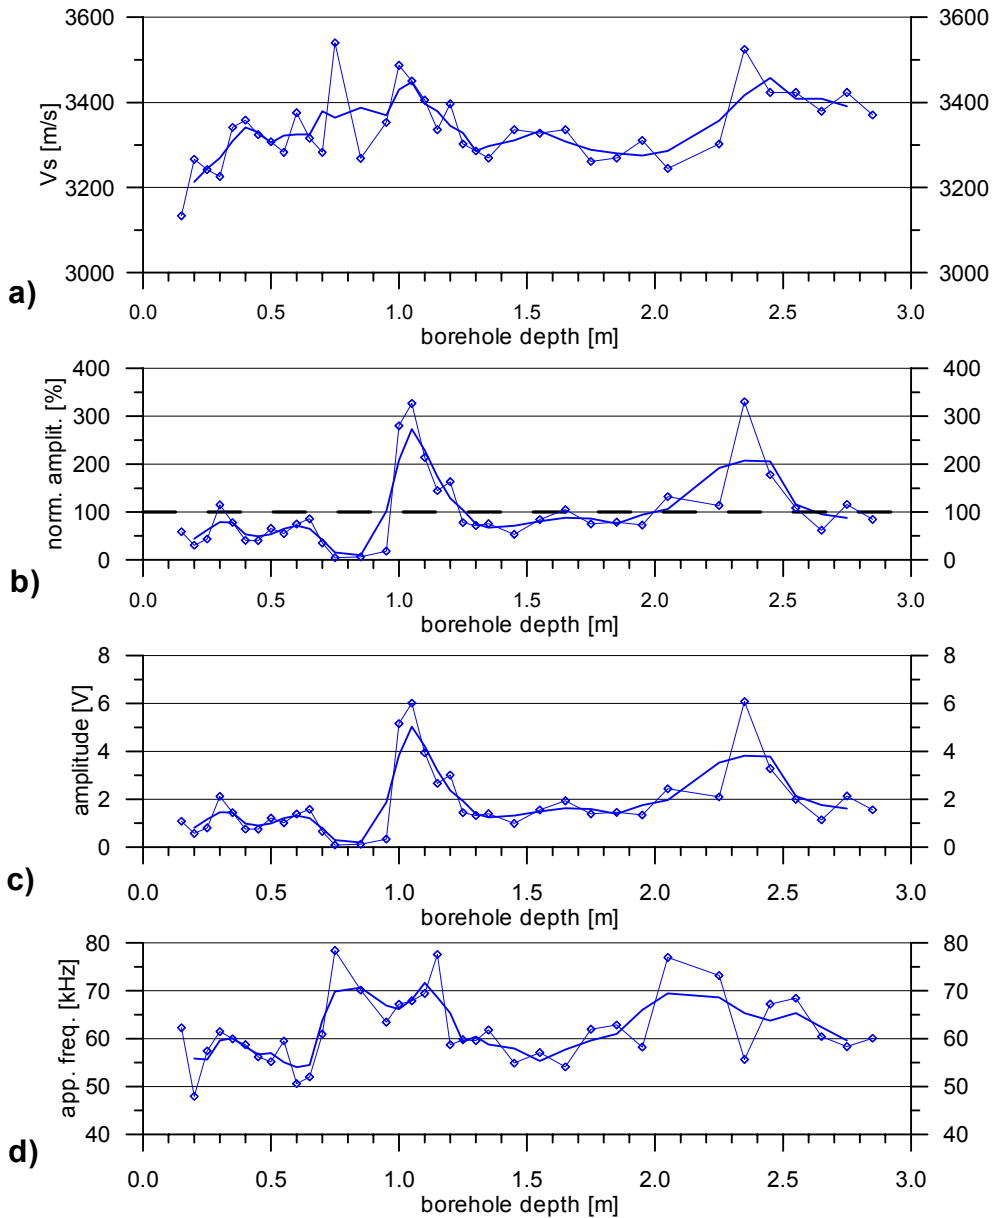 3600 3600
3400 3400
3200 3200
3000 3000
Vs [m/s]
a)
0.0 0.5 1.0 1.5 2.0 2.5 3.0
borehole depth [m]
400 400
300 300
200 200
100 100
0 0
norm. amplit. [%]
b)
0.0 0.5 1.0 1.5 2.0 2.5 3.0
borehole depth [m]
8 8
6 6
4 4
2 2
0 0
amplitude [V]
c)
0.0 0.5 1.0 1.5 2.0 2.5 3.0
borehole depth [m]
80 80
70 70
60 60
50 50
40 40
app. freq. [kHz]
d)
0.0 0.5 1.0 1.5 2.0 2.5 3.0
borehole depth [m]